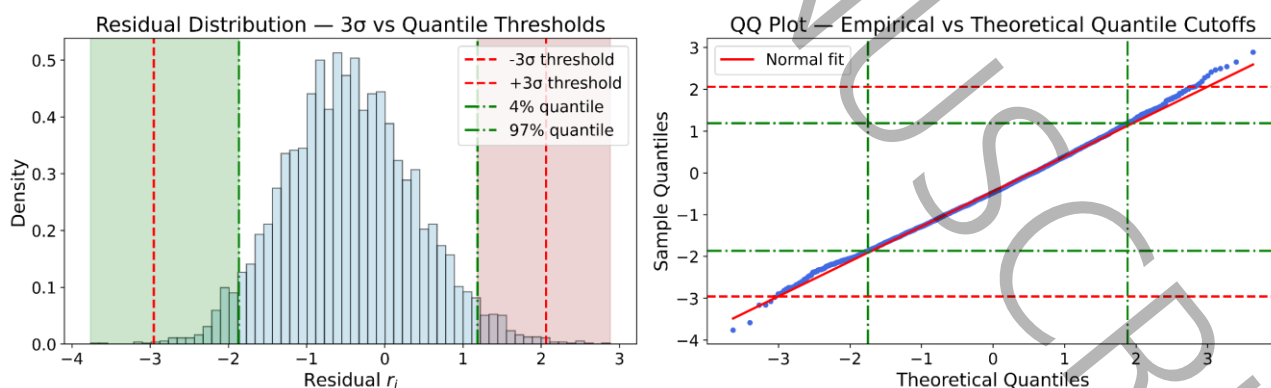 Residual Distribution — 3σ vs Quantile Thresholds
0.5
0.4
0.3
0.2
0.1
0.0
Density
-3σ threshold
+3σ threshold
4% quantile
97% quantile
−4 −3 −2 −1 0 1 2 3
Residual rᵢ
QQ Plot — Empirical vs Theoretical Quantile Cutoffs
3
2
1
0
−1
−2
−3
−4
Sample Quantiles
Normal fit
−3 −2 −1 0 1 2 3
Theoretical Quantiles